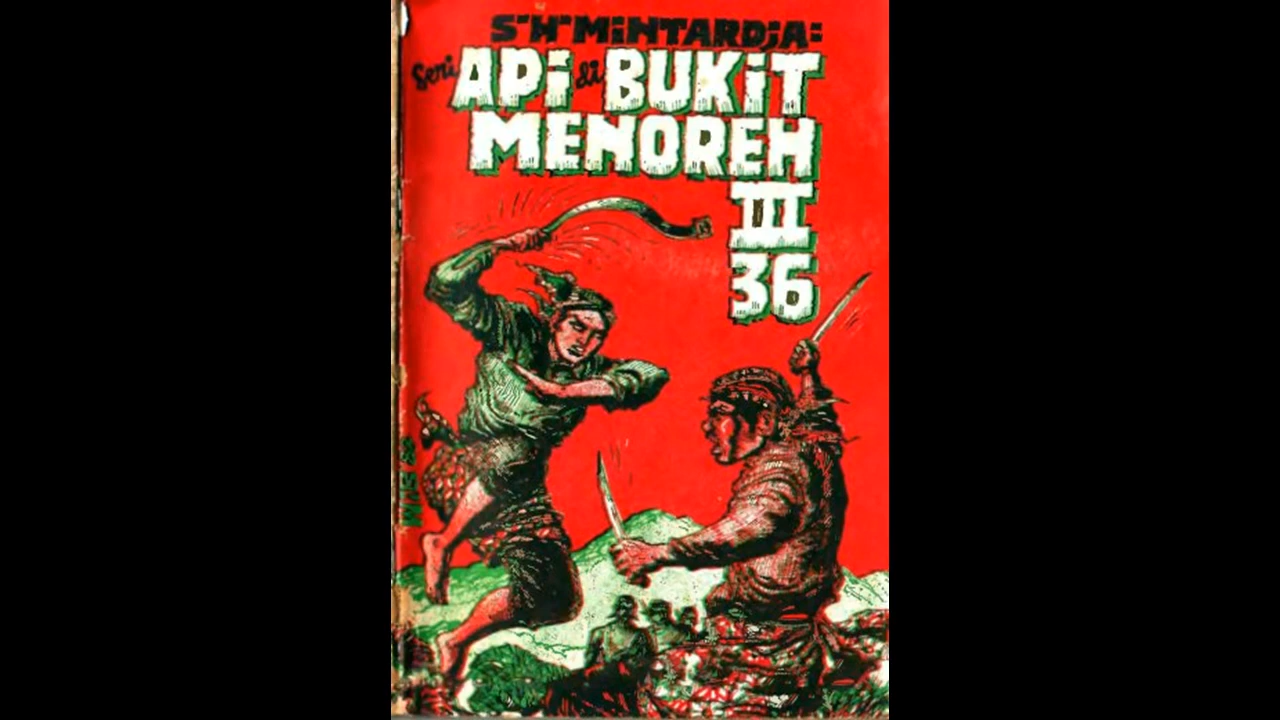 S·H·MINTARDJA:
Seri API di BUKIT
MENOREH
III
36